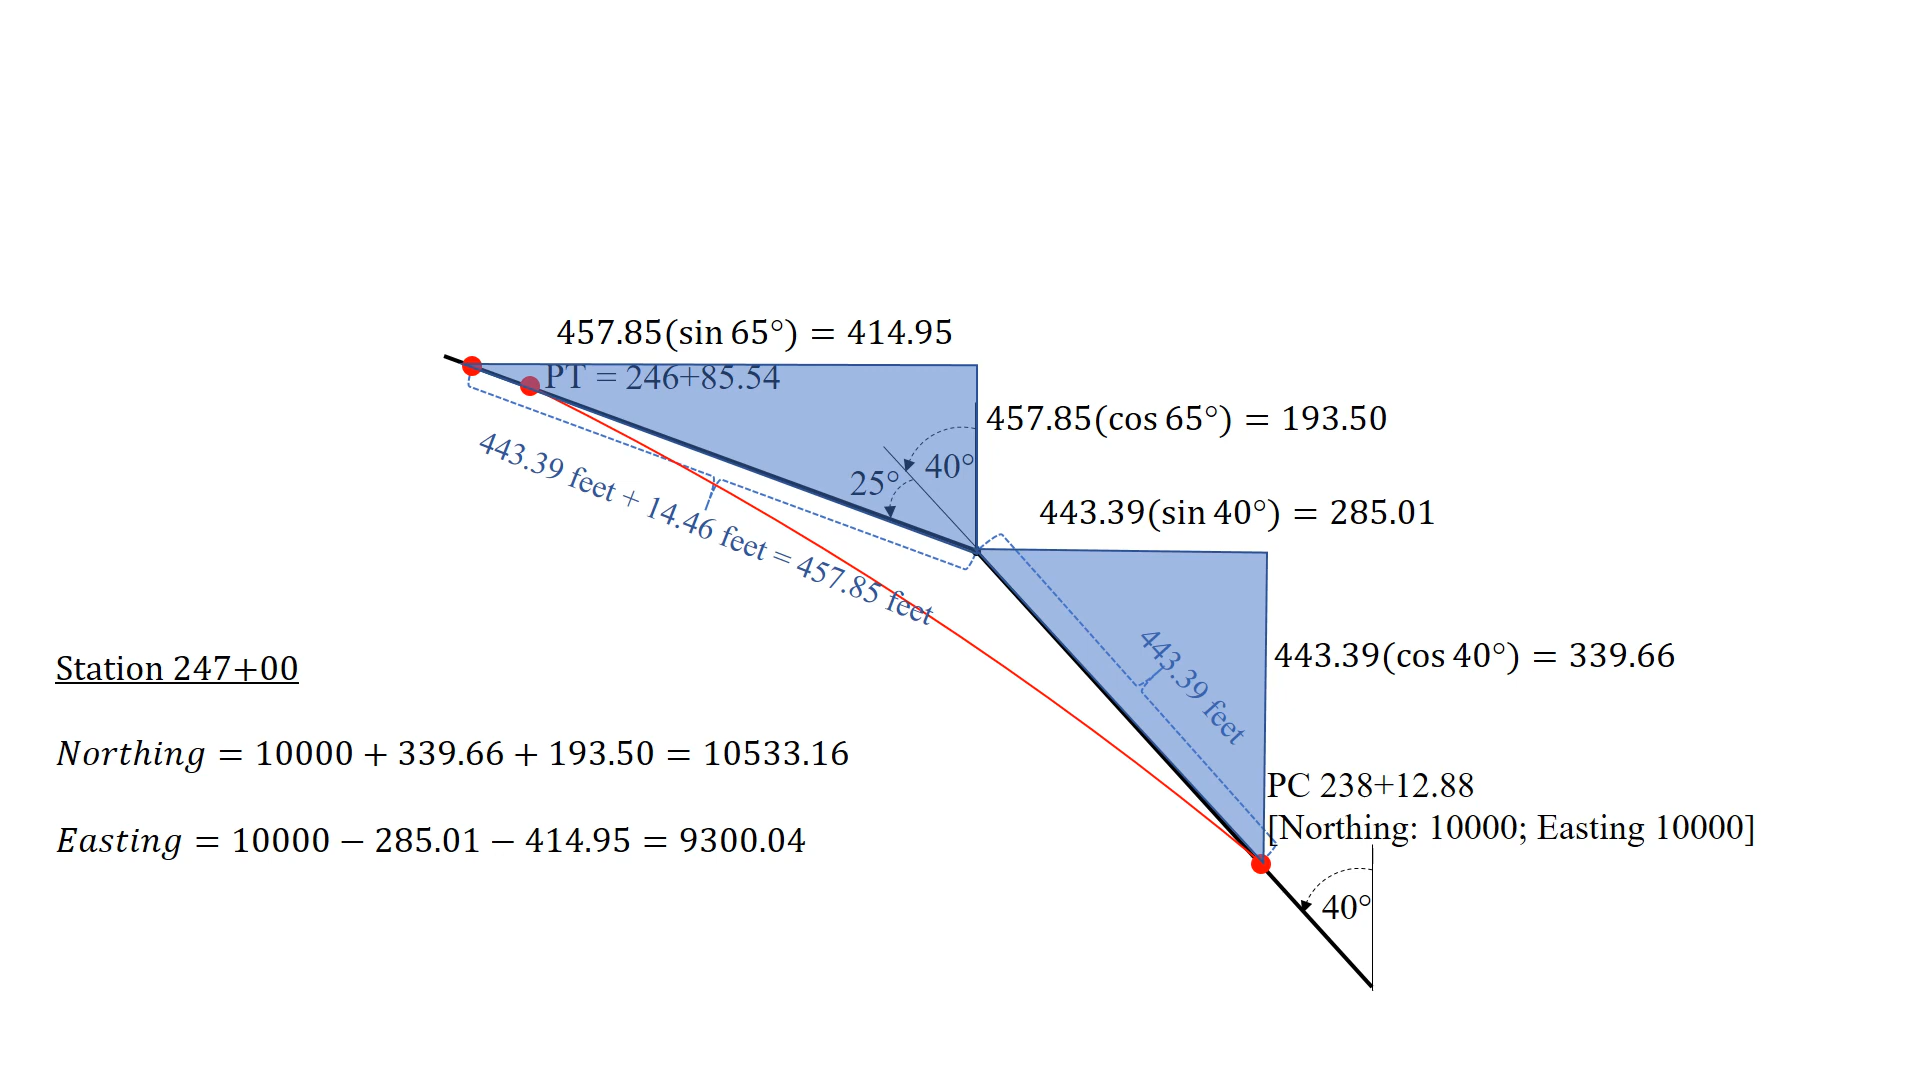 457.85(sin 65°) = 414.95
PT = 246+85.54
457.85(cos 65°) = 193.50
40°
25°
443.39 feet + 14.46 feet = 457.85 feet
443.39(sin 40°) = 285.01
443.39 feet
443.39(cos 40°) = 339.66
Station 247+00
Northing = 10000 + 339.66 + 193.50 = 10533.16
Easting = 10000 − 285.01 − 414.95 = 9300.04
PC 238+12.88
[Northing: 10000; Easting 10000]
40°